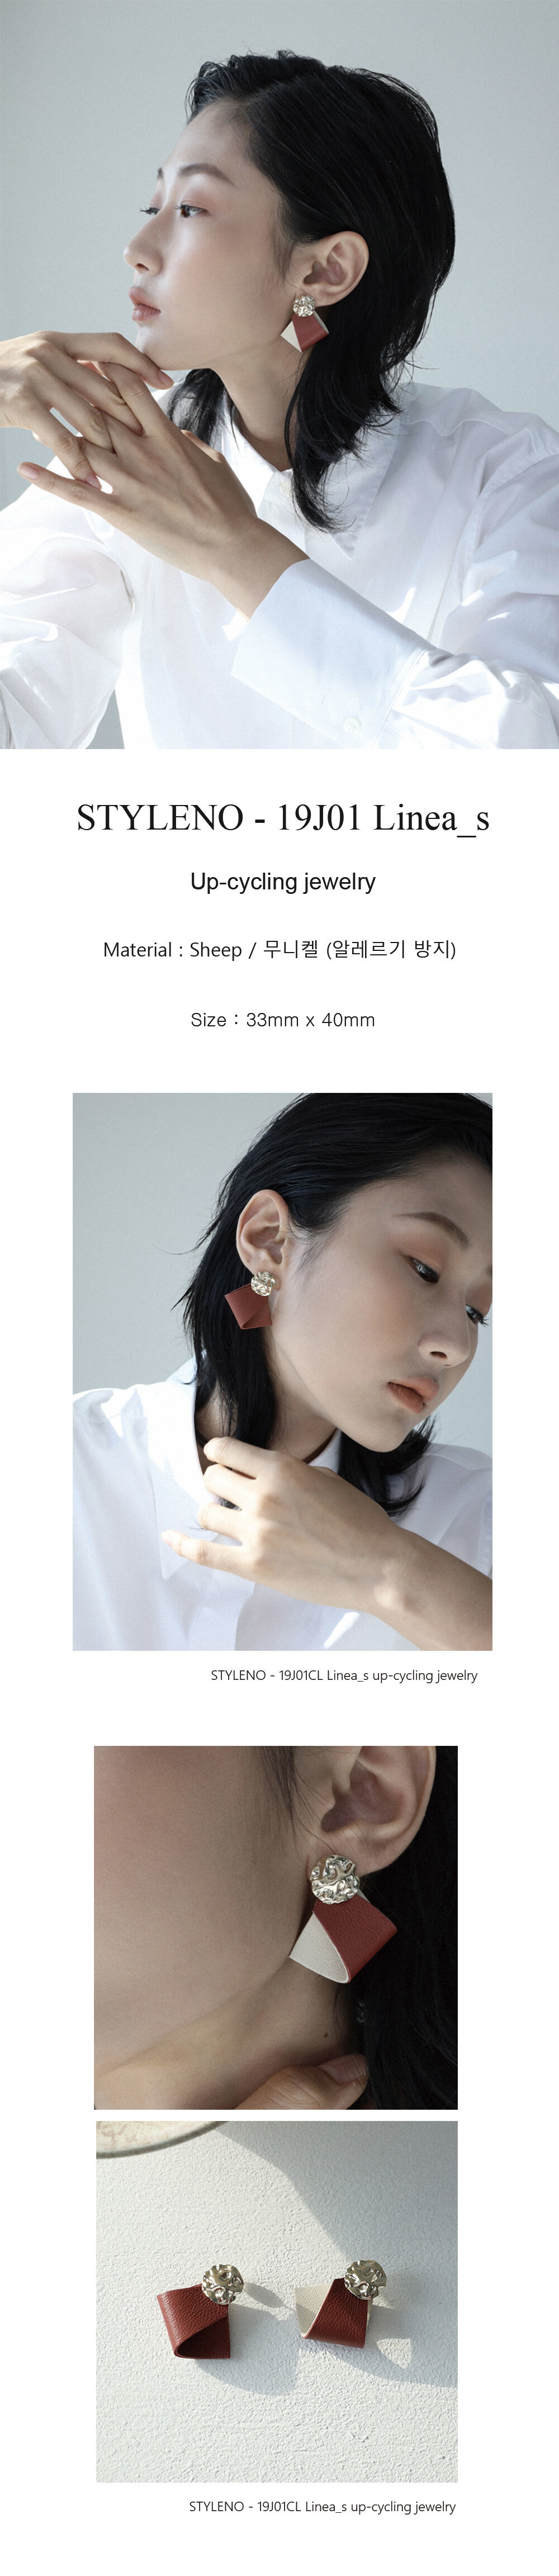 STYLENO - 19J01 Linea_s
Up-cycling jewelry
Material : Sheep / 무니켈 (알레르기 방지)
Size : 33mm x 40mm
STYLENO - 19J01CL Linea_s up-cycling jewelry
STYLENO - 19J01CL Linea_s up-cycling jewelry